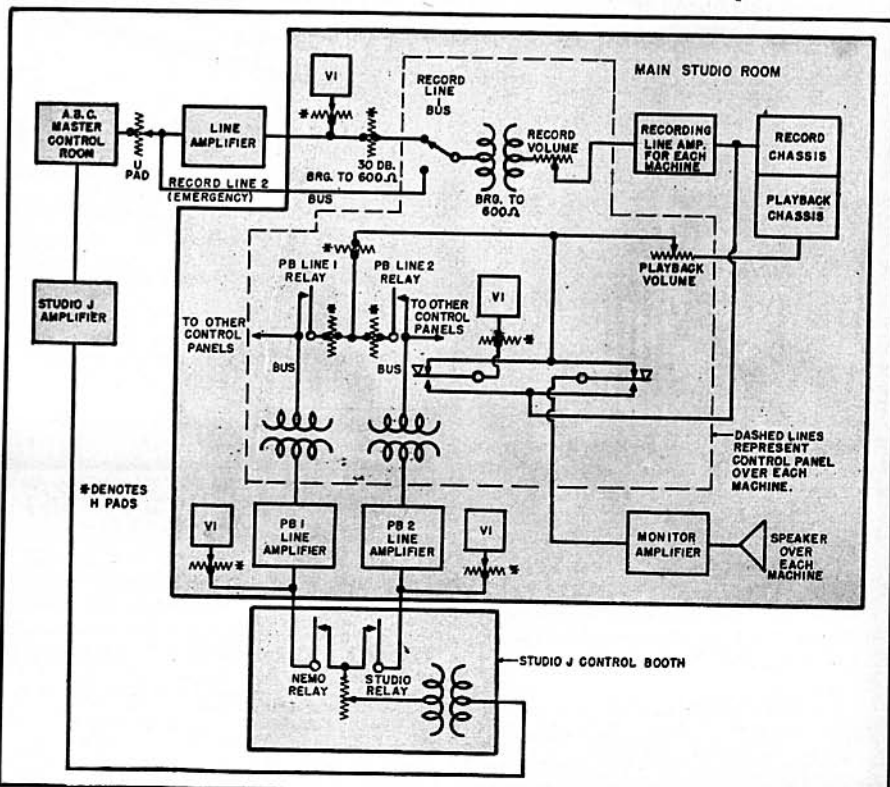 MAIN STUDIO ROOM
VI
*
*
RECORD
LINE
BUS
A.B.C.
MASTER
CONTROL
ROOM
U
PAD
LINE
AMPLIFIER
RECORD LINE 2
(EMERGENCY)
30 DB.
BRG. TO 600Ω
BUS
RECORD
VOLUME
BRG. TO
600Ω
RECORDING
LINE AMP.
FOR EACH
MACHINE
RECORD
CHASSIS
PLAYBACK
CHASSIS
*
PLAYBACK
VOLUME
PB LINE 1
RELAY
PB LINE 2
RELAY
VI
*
*
*
TO OTHER
CONTROL
PANELS
TO OTHER
CONTROL
PANELS
BUS
BUS
STUDIO J
AMPLIFIER
DASHED LINES
REPRESENT
CONTROL PANEL
OVER EACH
MACHINE.
*DENOTES
H PADS
VI
*
PB 1
LINE
AMPLIFIER
PB 2
LINE
AMPLIFIER
VI
*
MONITOR
AMPLIFIER
SPEAKER
OVER
EACH
MACHINE
NEMO
RELAY
STUDIO
RELAY
STUDIO J CONTROL BOOTH